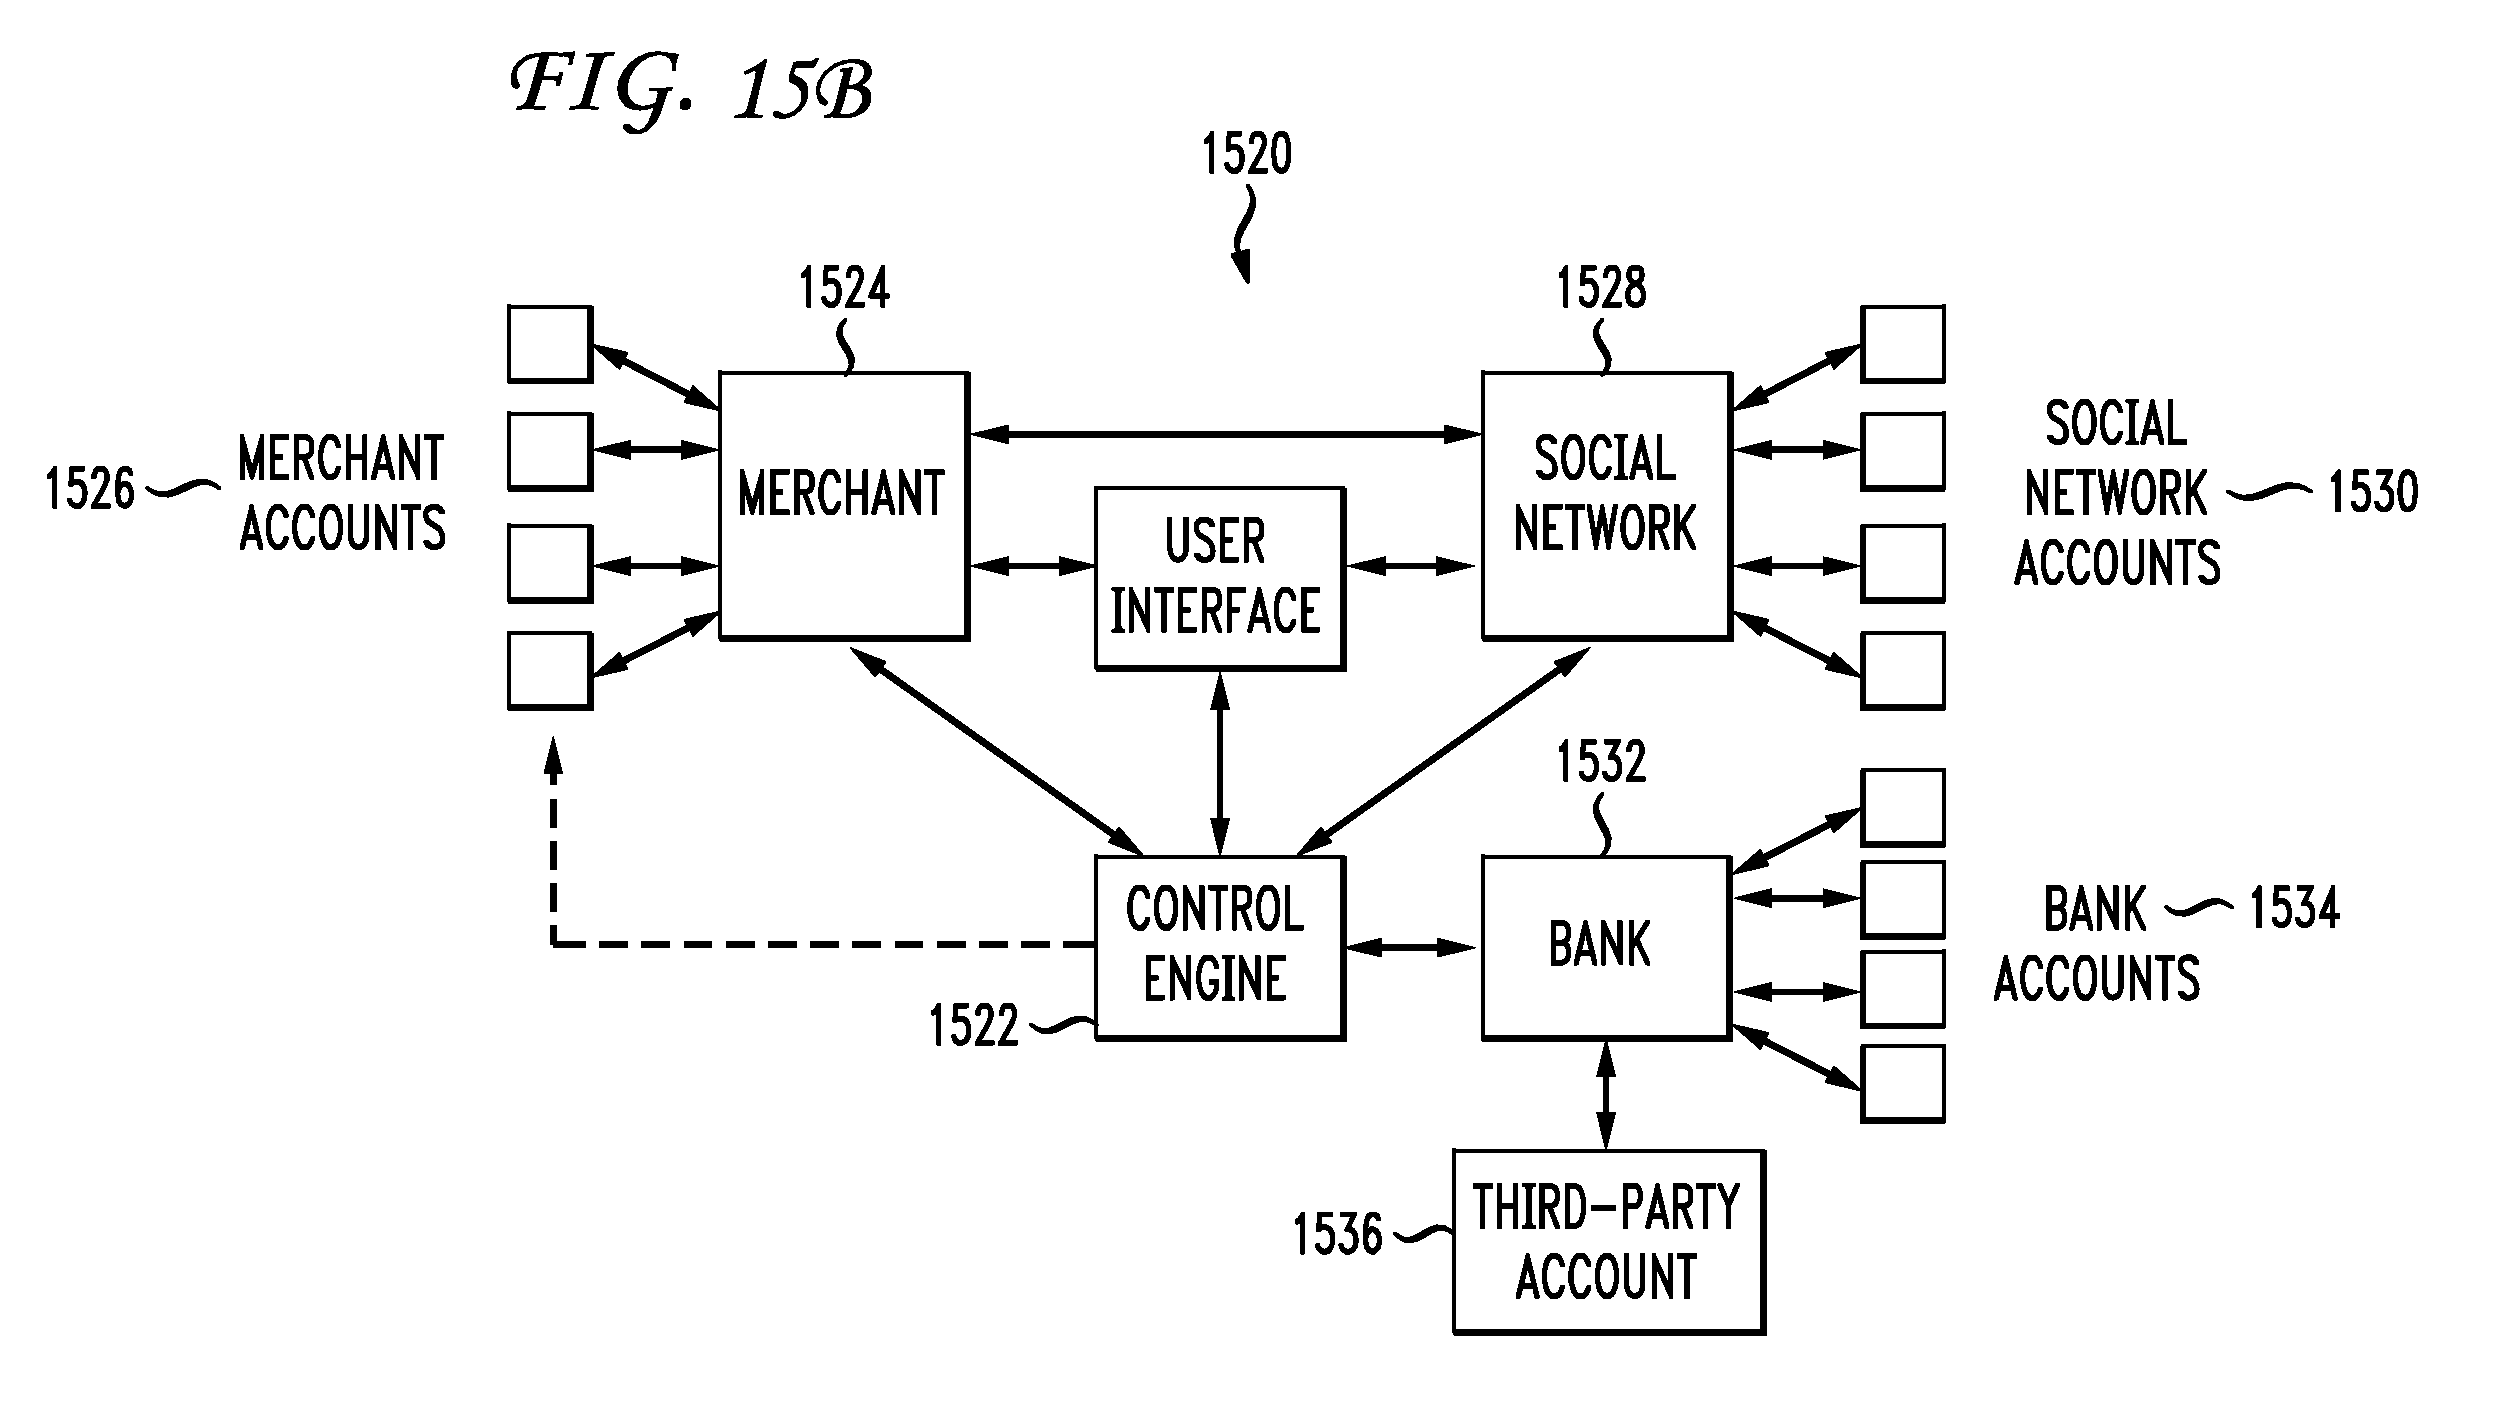 FIG. 15B
1520
1524
1528
1526
MERCHANT
ACCOUNTS
MERCHANT
USER
INTERFACE
SOCIAL
NETWORK
SOCIAL
NETWORK
ACCOUNTS
1530
1532
CONTROL
ENGINE
1522
BANK
BANK
ACCOUNTS
1534
1536
THIRD-PARTY
ACCOUNT